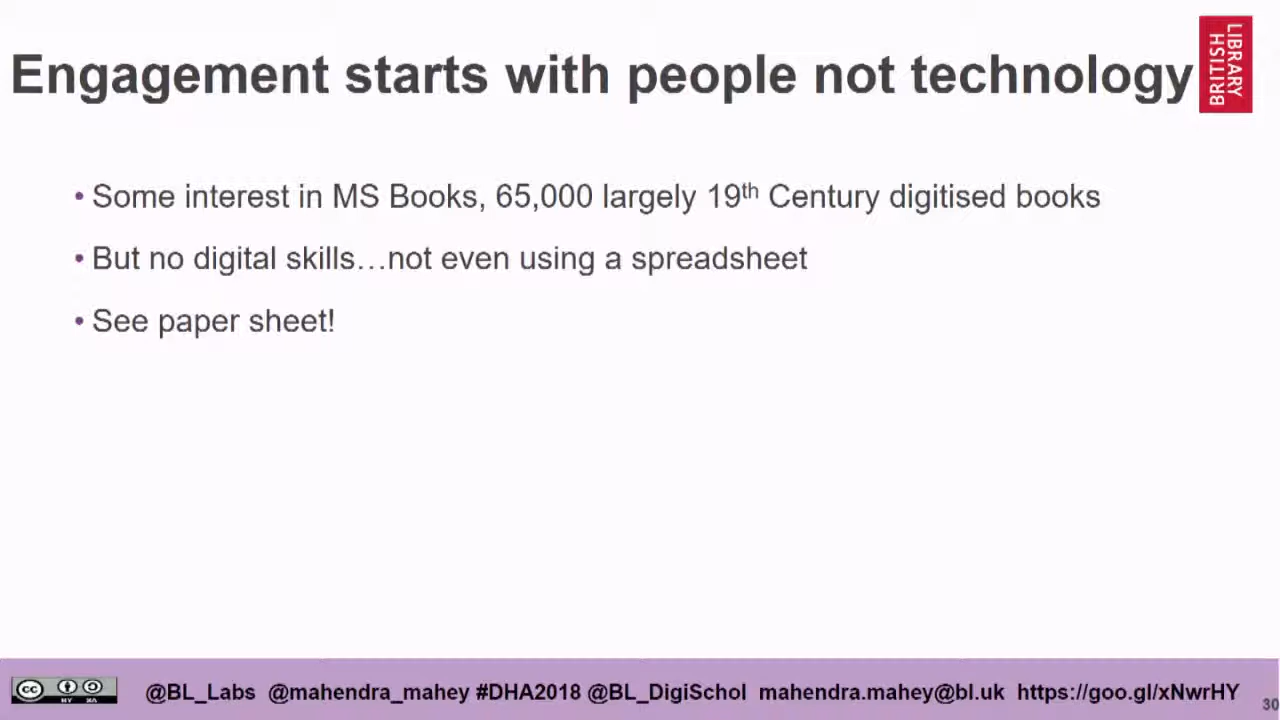 Engagement starts with people not technology
BRITISH
LIBRARY
• Some interest in MS Books, 65,000 largely 19th Century digitised books
• But no digital skills…not even using a spreadsheet
• See paper sheet!
cc
@BL_Labs @mahendra_mahey #DHA2018 @BL_DigiSchol mahendra.mahey@bl.uk https://goo.gl/xNwrHY
30